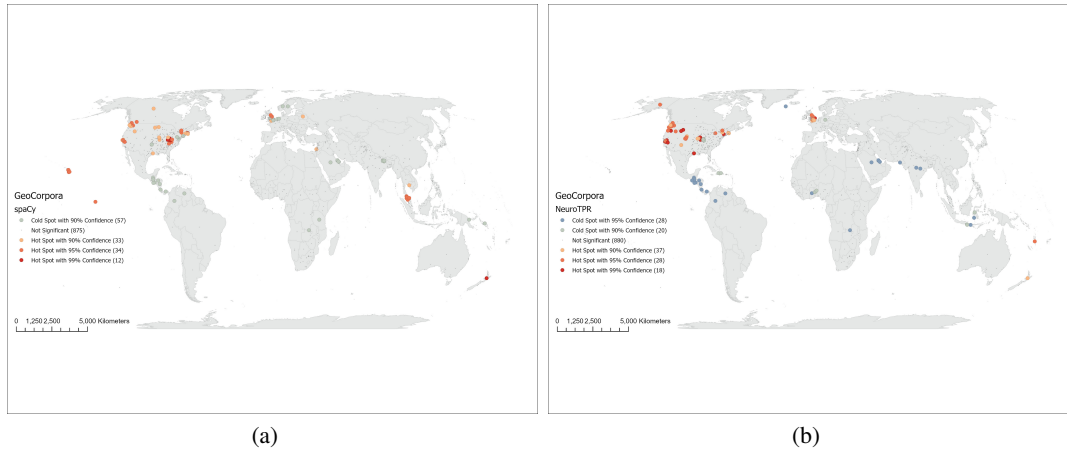 GeoCorpora
spaCy
Cold Spot with 90% Confidence (57)
Not Significant (875)
Hot Spot with 90% Confidence (33)
Hot Spot with 95% Confidence (34)
Hot Spot with 99% Confidence (12)
0 1,250 2,500 5,000 Kilometers
(a)
GeoCorpora
NeuroTPR
Cold Spot with 95% Confidence (28)
Cold Spot with 90% Confidence (20)
Not Significant (880)
Hot Spot with 90% Confidence (37)
Hot Spot with 95% Confidence (28)
Hot Spot with 99% Confidence (18)
0 1,250 2,500 5,000 Kilometers
(b)